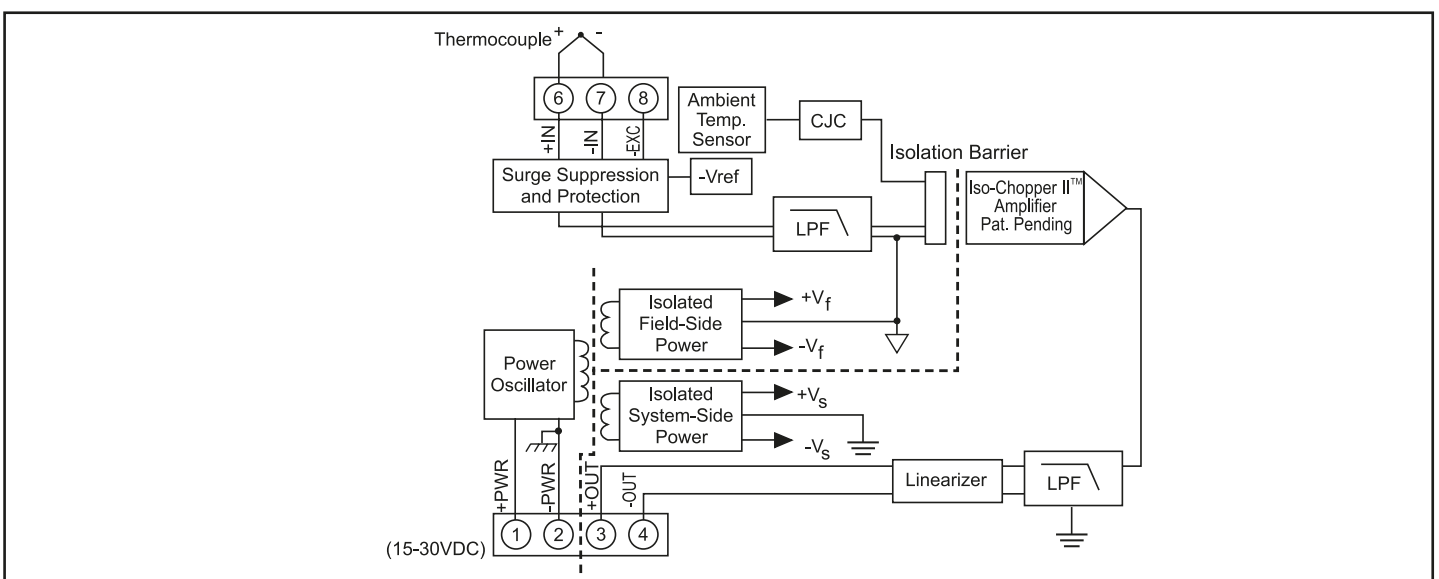 Thermocouple + -
6 7 8
+IN -IN -EXC
Ambient
Temp.
Sensor
CJC
Isolation Barrier
Surge Suppression
and Protection
-Vref
LPF
Iso-Chopper II™
Amplifier
Pat. Pending
Isolated
Field-Side
Power
+Vf
-Vf
Power
Oscillator
Isolated
System-Side
Power
+Vs
-Vs
+PWR -PWR +OUT -OUT
Linearizer
LPF
(15-30VDC) 1 2 3 4